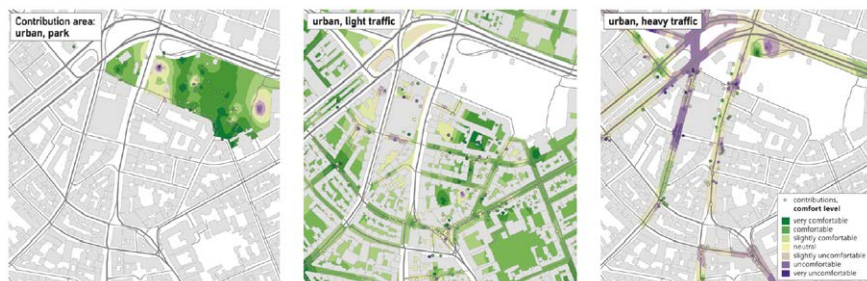 Contribution area:
urban, park
urban, light traffic
urban, heavy traffic
contributions,
comfort level
very comfortable
comfortable
slightly comfortable
neutral
slightly uncomfortable
uncomfortable
very uncomfortable